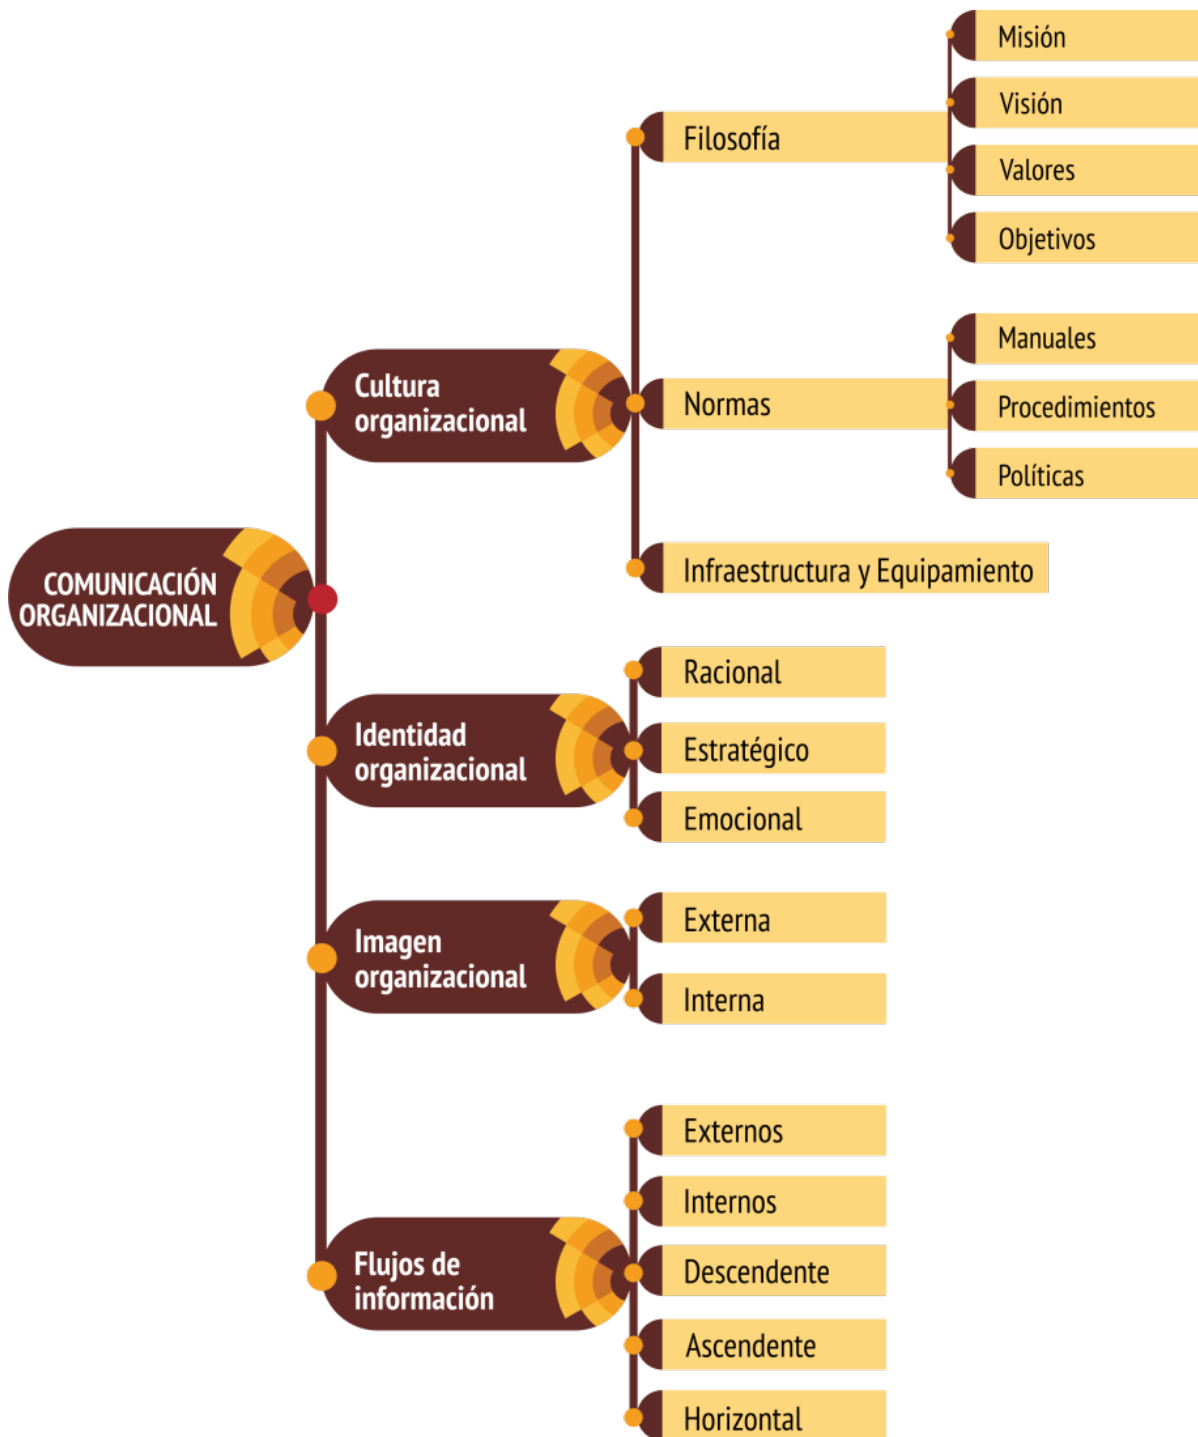 COMUNICACIÓN
ORGANIZACIONAL
Cultura
organizacional
Filosofía
Misión
Visión
Valores
Objetivos
Normas
Manuales
Procedimientos
Políticas
Infraestructura y Equipamiento
Identidad
organizacional
Racional
Estratégico
Emocional
Imagen
organizacional
Externa
Interna
Flujos de
información
Externos
Internos
Descendente
Ascendente
Horizontal